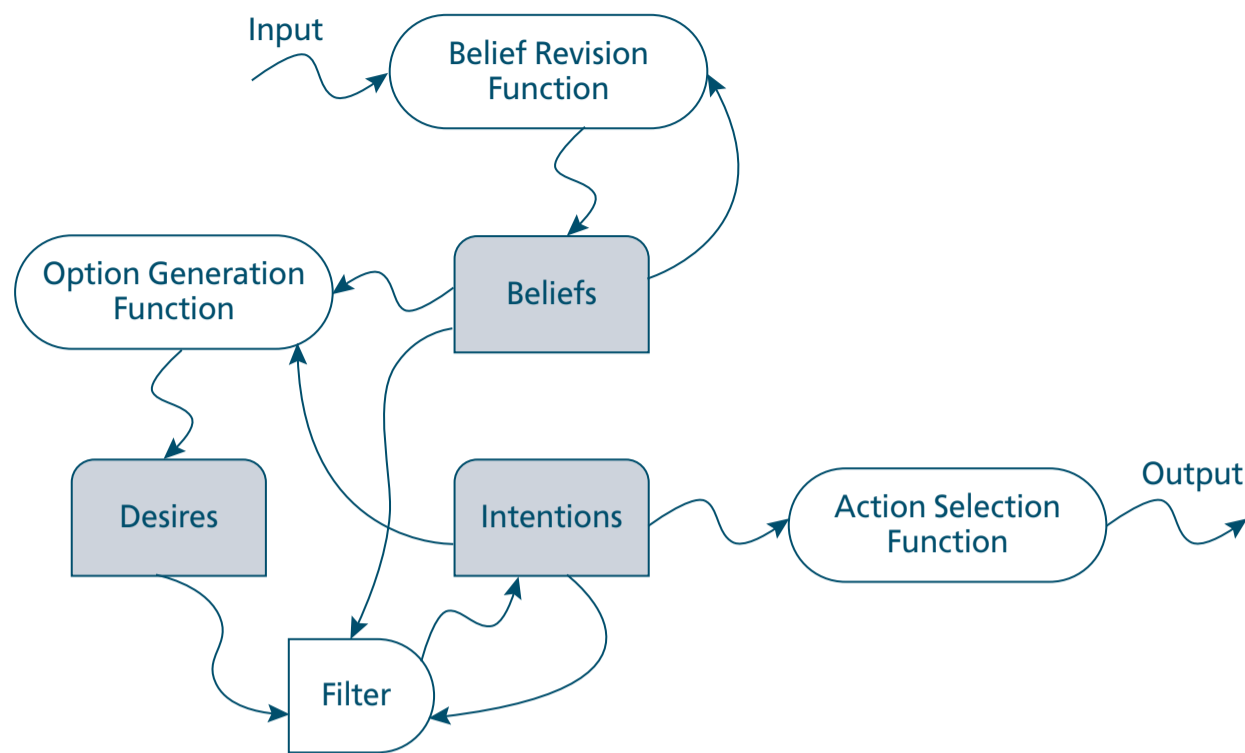 Input
Belief Revision
Function
Option Generation
Function
Beliefs
Desires
Intentions
Action Selection
Function
Output
Filter